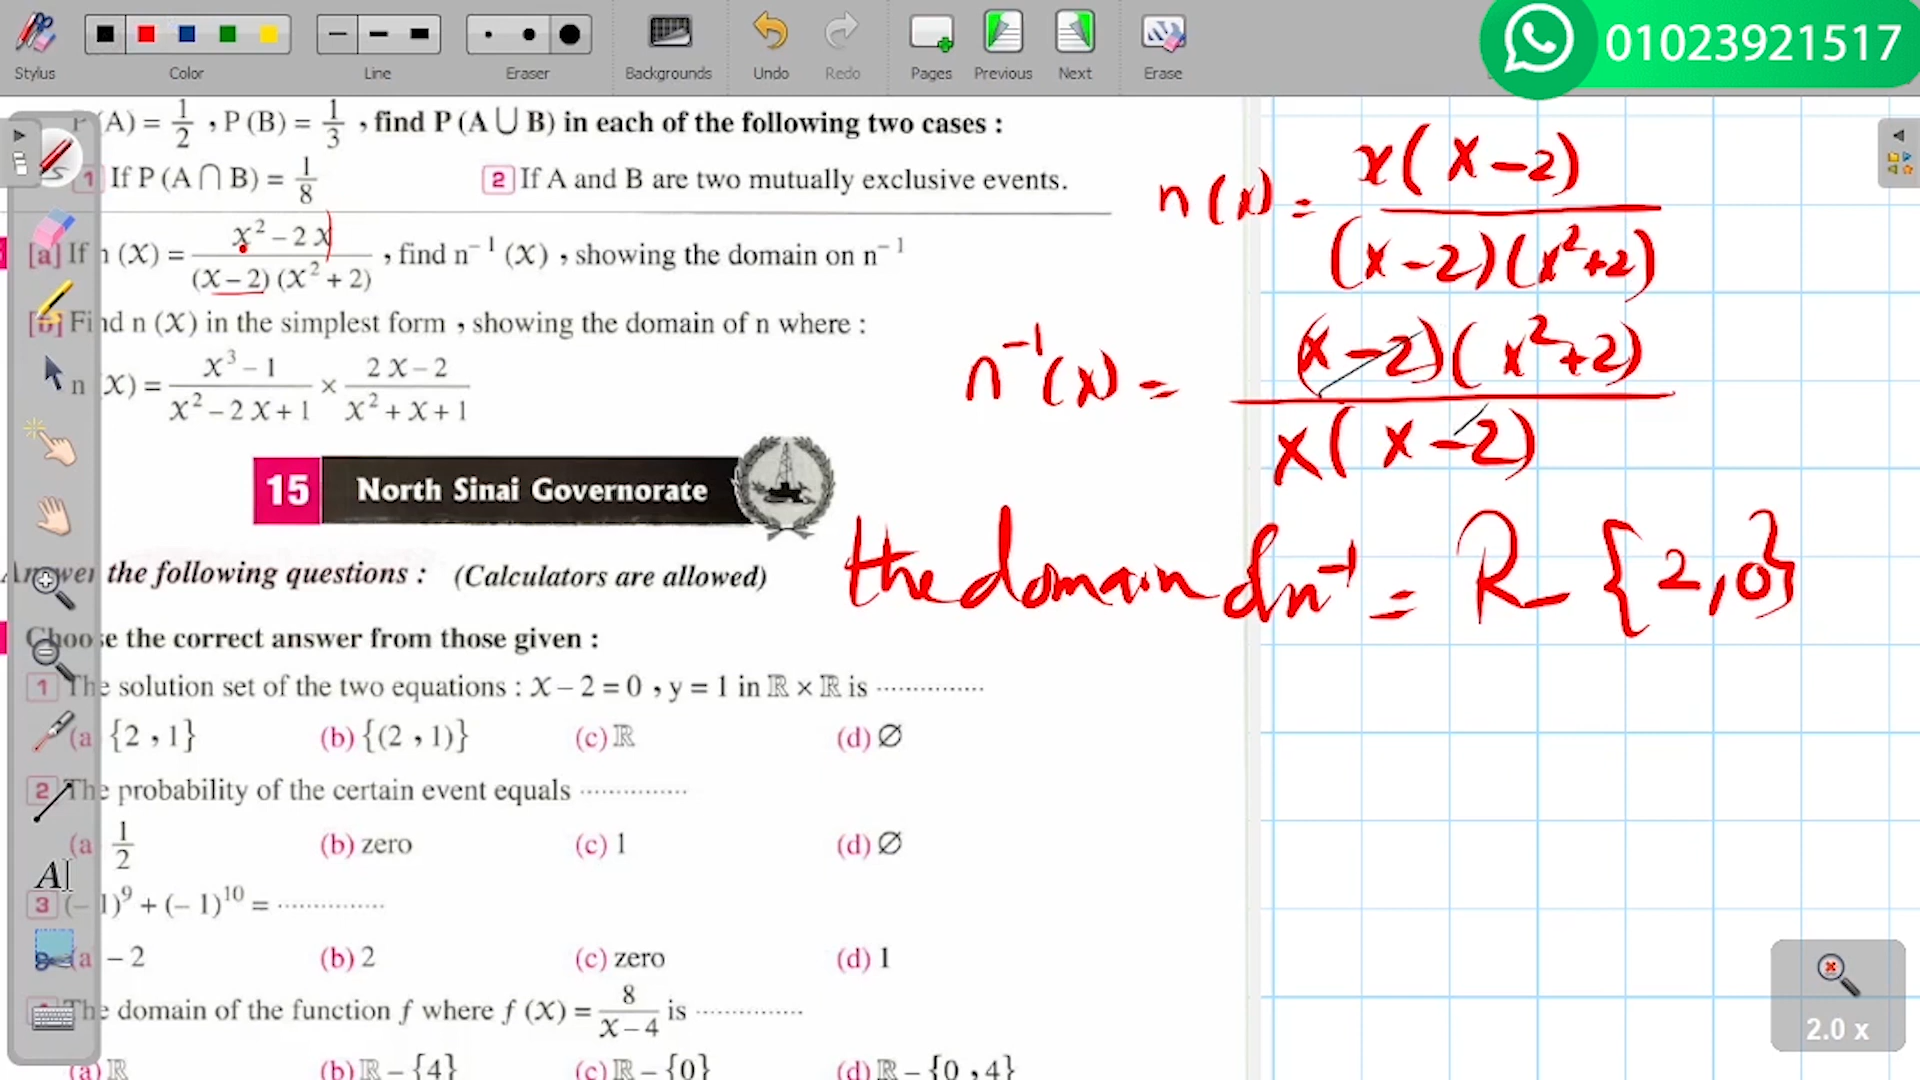 Stylus
Color
Line
Eraser
Backgrounds
Undo
Redo
Pages
Previous
Next
Erase
01023921517
(A) = 1/2 , P (B) = 1/3 , find P (A ∪ B) in each of the following two cases :
1 If P (A ∩ B) = 1/8
2 If A and B are two mutually exclusive events.
[a] If n (X) = (X² – 2 X) / ((X – 2) (X² + 2)) , find n⁻¹ (X) , showing the domain on n⁻¹
[b] Find n (X) in the simplest form , showing the domain of n where :
n (X) = (X³ – 1) / (X² – 2 X + 1) × (2 X – 2) / (X² + X + 1)
15 North Sinai Governorate
Answer the following questions : (Calculators are allowed)
Choose the correct answer from those given :
1 The solution set of the two equations : X – 2 = 0 , y = 1 in ℝ × ℝ is ...............
(a {2 , 1} (b) {(2 , 1)} (c) ℝ (d) ∅
2 The probability of the certain event equals ...............
(a 1/2 (b) zero (c) 1 (d) ∅
3 (– 1)⁹ + (– 1)¹⁰ = ...............
(a – 2 (b) 2 (c) zero (d) 1
The domain of the function f where f (X) = 8 / (X – 4) is ...............
(a) ℝ (b) ℝ – {4} (c) ℝ – {0} (d) ℝ – {0 , 4}
n(x) = x(x-2) / (x-2)(x²+2)
n⁻¹(x) = (x-2)(x²+2) / x(x-2)
the domain of n⁻¹ = R - {2,0}
2.0 x